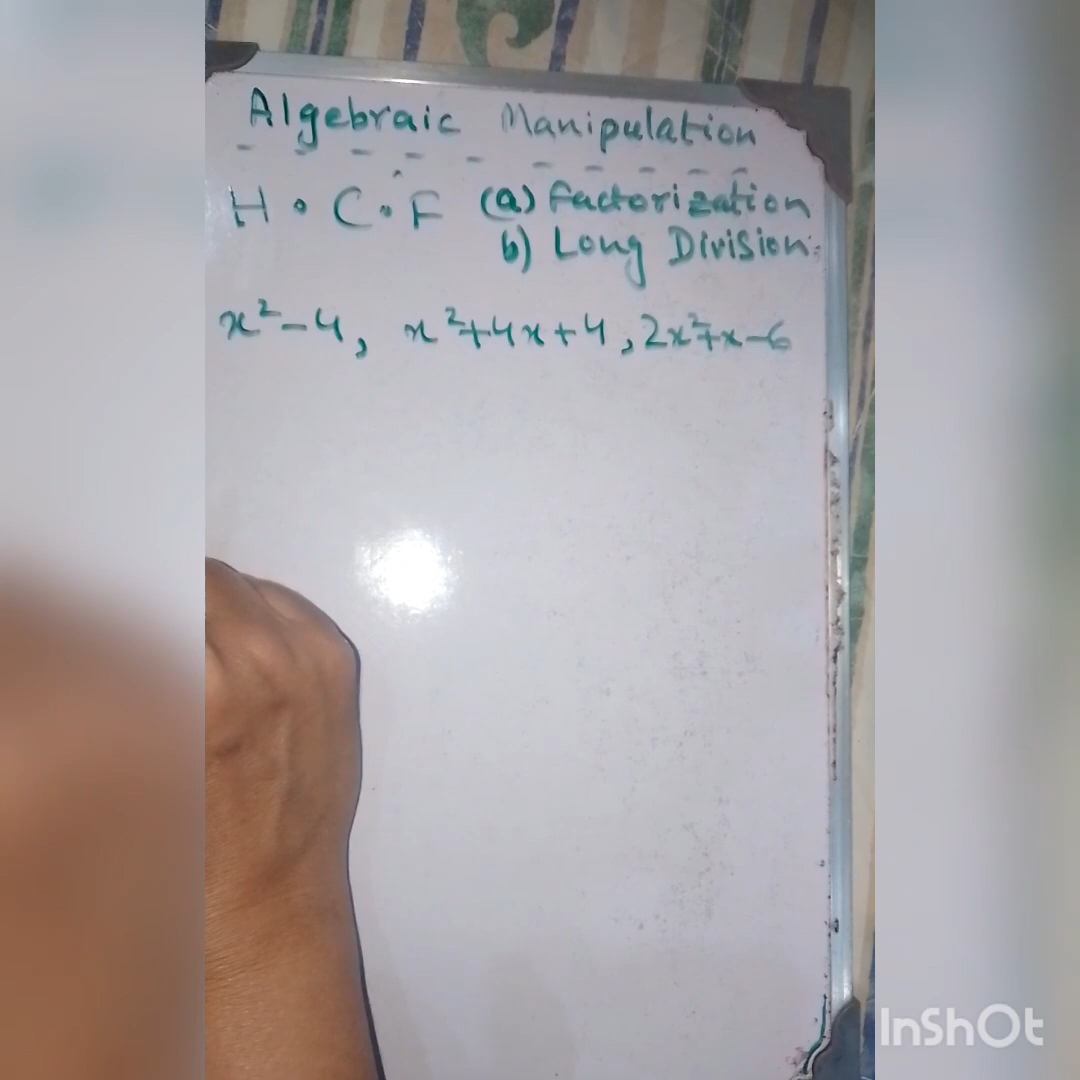 Algebraic Manipulation
H.C.F (a) Factorization
b) Long Division
x²-4, x²+4x+4, 2x²+x-6
InShOt